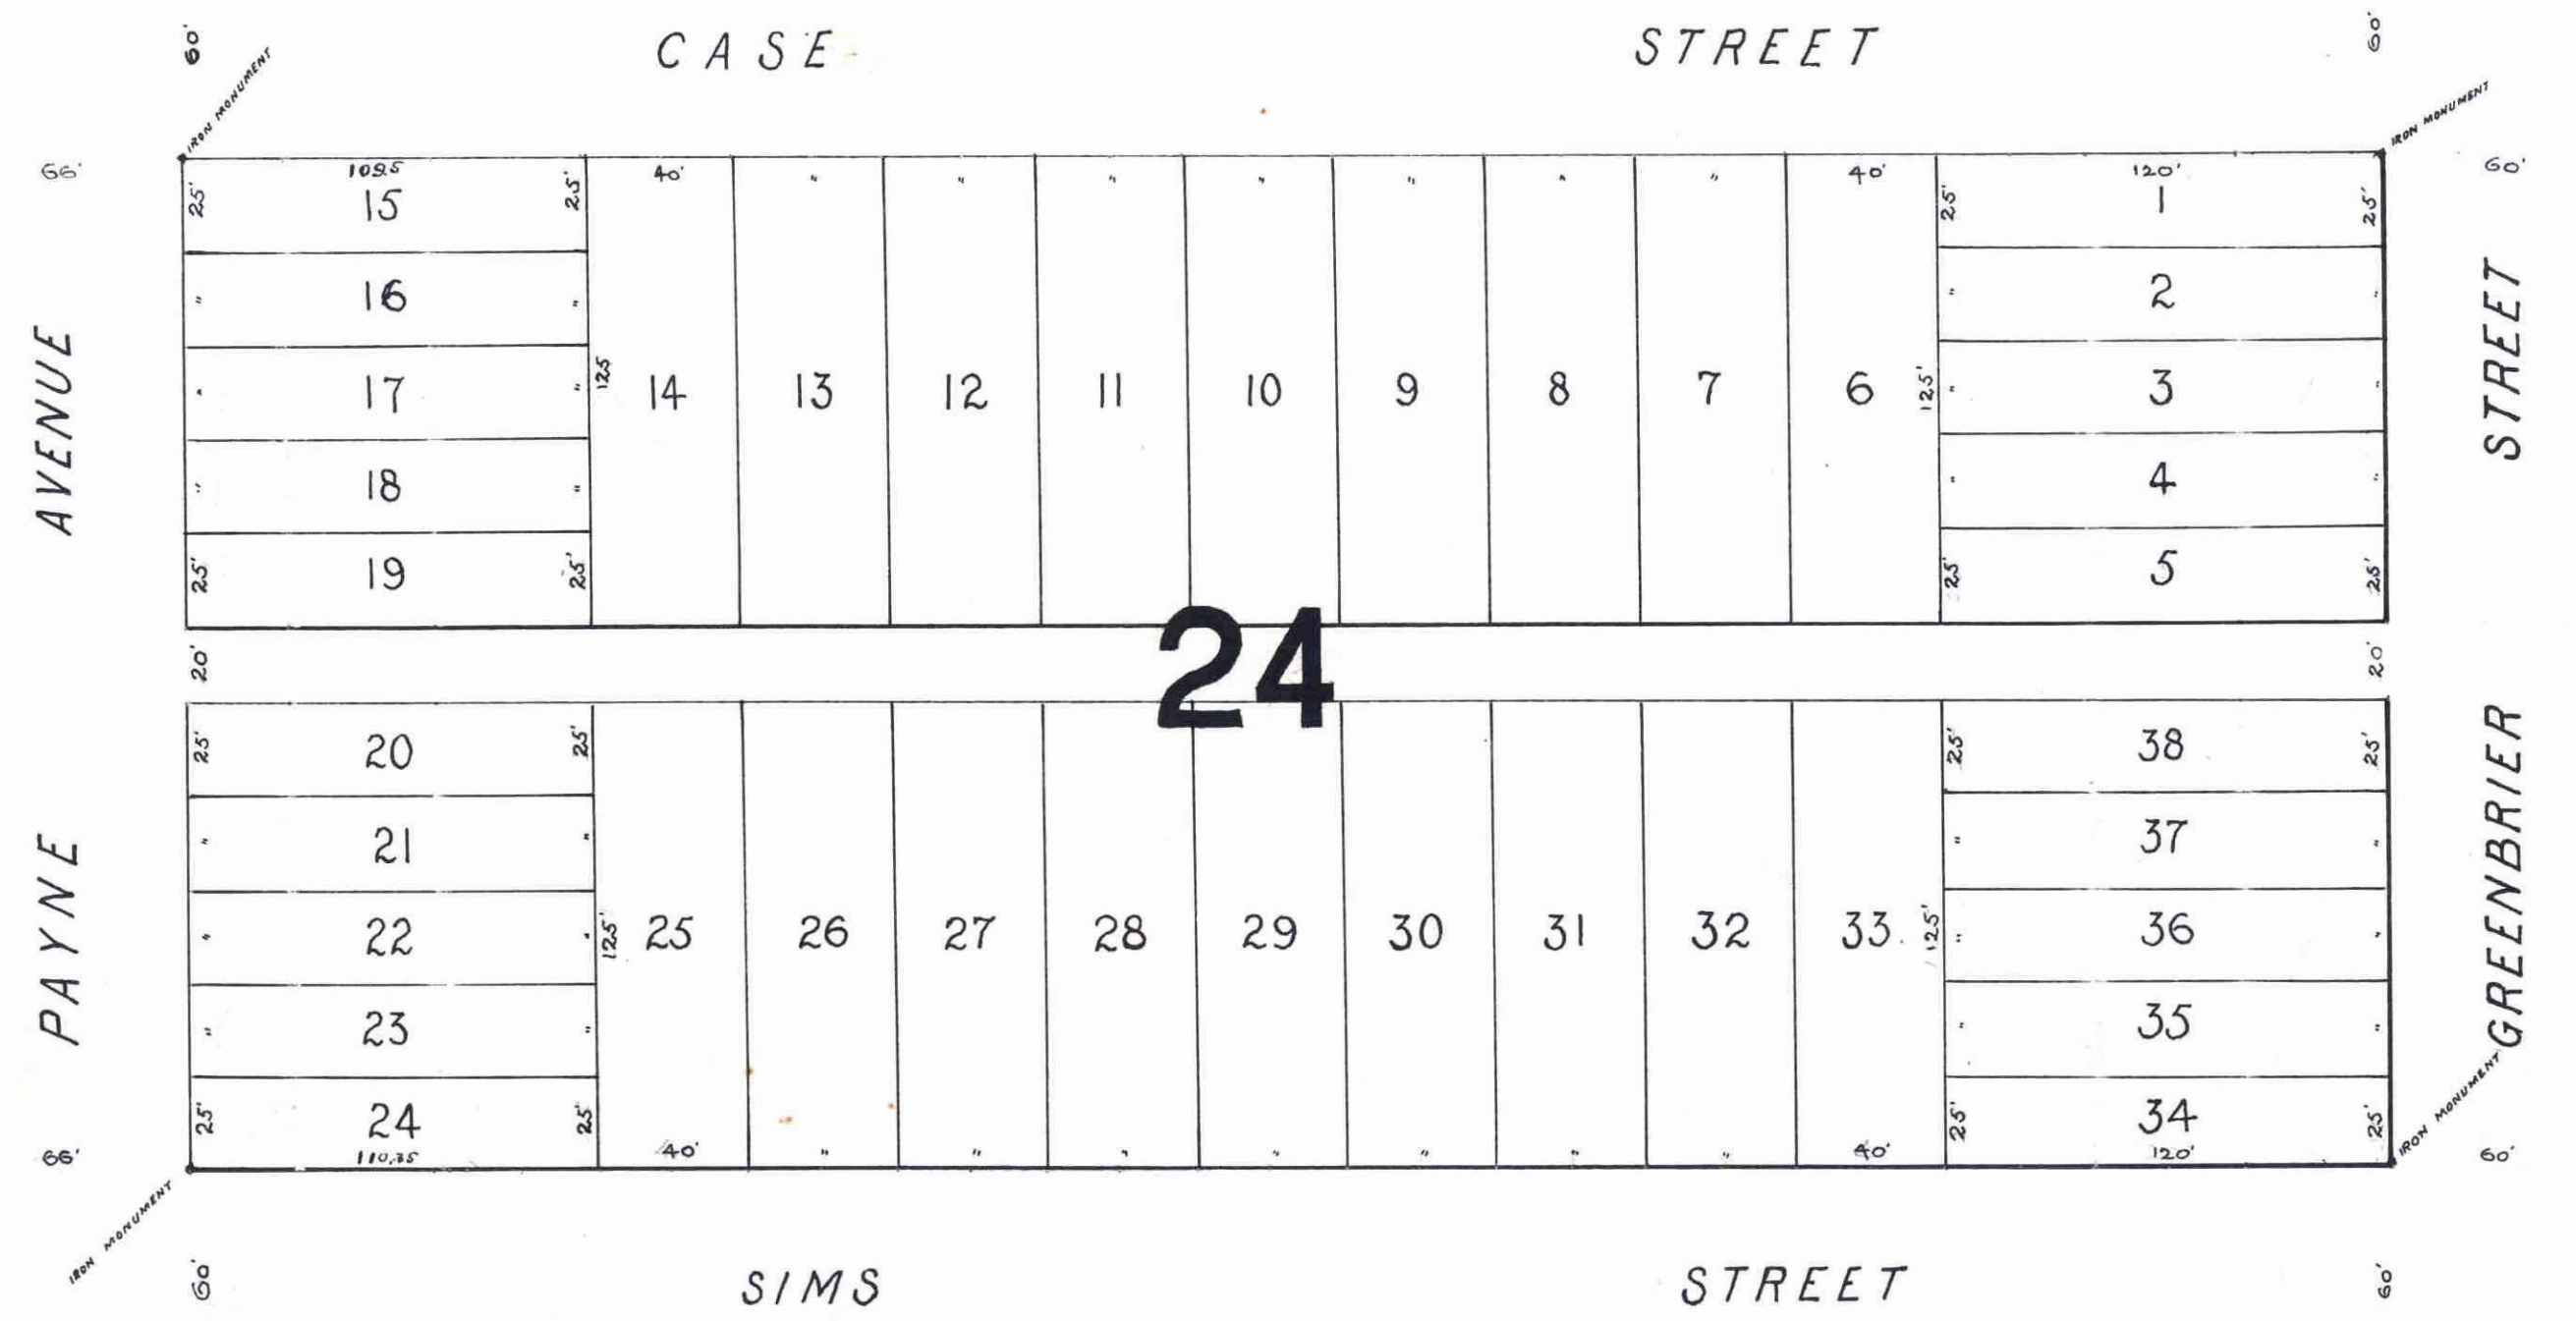 60'
CASE STREET
60'
IRON MONUMENT
IRON MONUMENT
66'
60'
109.5
40' " " " " " " " 40'
120'
25' 15 25'
25' 1 25'
" 16 "
" 2 "
" 17 "
" 3 "
" 18 "
" 4 "
25' 19 25'
25' 5 25'
125 14 13 12 11 10 9 8 7 6 125'
AVENUE
STREET
20'
24
20'
25' 20 25'
25' 38 25'
" 21 "
" 37 "
" 22 "
" 36 "
" 23 "
" 35 "
25' 24 25'
25' 34 25'
125' 25 26 27 28 29 30 31 32 33 125'
PAYNE
GREENBRIER
66'
110.35
40' " " " " " " " 40'
120'
60'
IRON MONUMENT
IRON MONUMENT
60'
SIMS STREET
60'